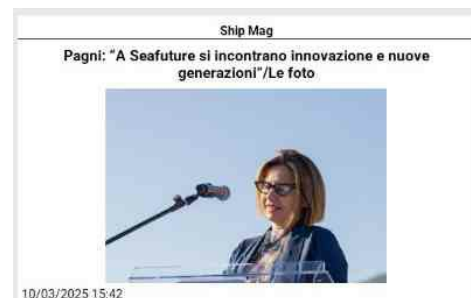 Ship Mag
Pagni: “A Seafuture si incontrano innovazione e nuove
generazioni”/Le foto
10/03/2025 15:42